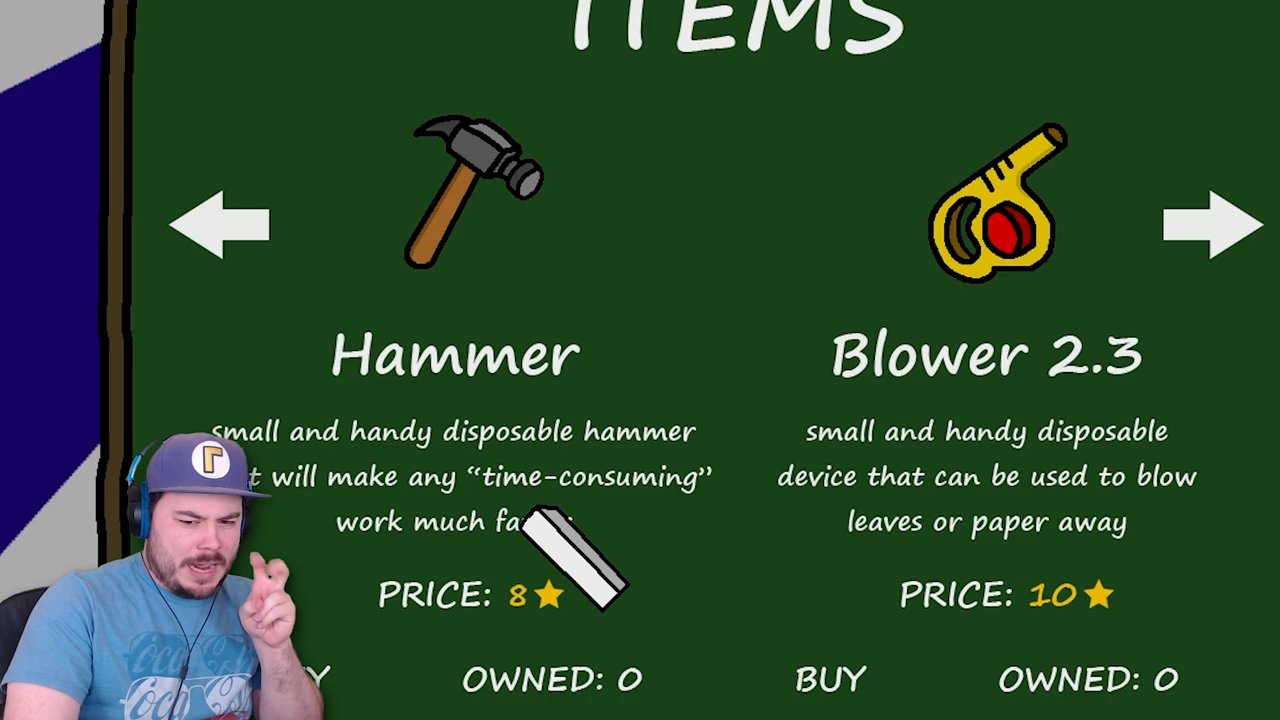 ITEMS
Hammer
small and handy disposable hammer
will make any “time-consuming”
work much
PRICE: 8
OWNED: 0
Blower 2.3
small and handy disposable
device that can be used to blow
leaves or paper away
PRICE: 10
BUY
OWNED: 0